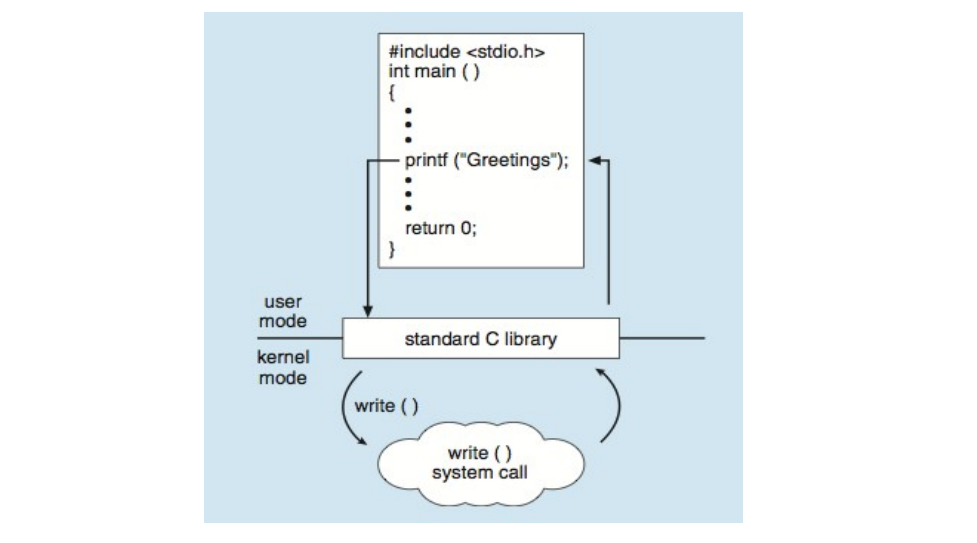 #include <stdio.h>
int main ( )
{
•
•
•
printf ("Greetings");
•
•
•
return 0;
}
user
mode
standard C library
kernel
mode
write ( )
write ( )
system call